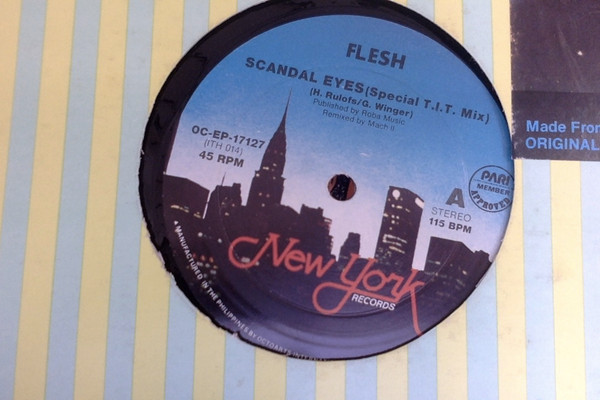 FLESH
SCANDAL EYES (Special T.I.T. Mix)
(H. Rulofs/G. Winger)
Published by Roba Music
Remixed by Mach II
OC-EP-17127
(ITH 014)
45 RPM
A
STEREO
115 BPM
PARI
MEMBER
APPROVED
New York
RECORDS
MANUFACTURED IN THE PHILIPPINES BY OCTOARTS
Made From
ORIGINAL